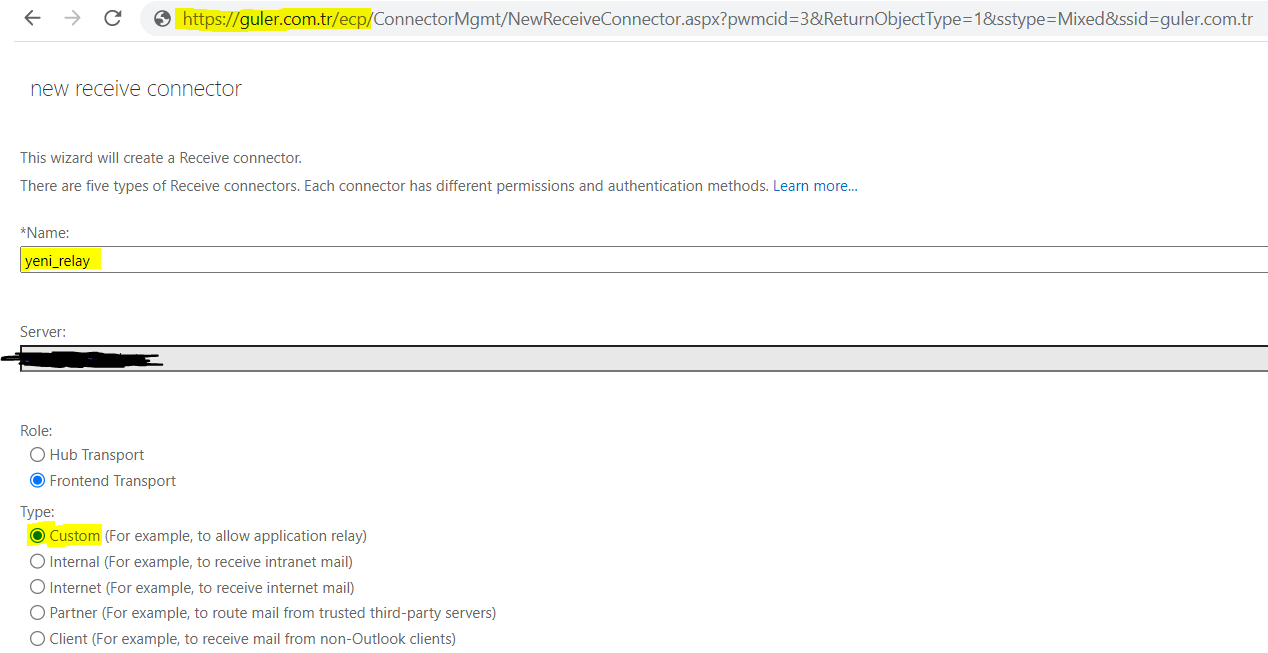 https://guler.com.tr/ecp/ConnectorMgmt/NewReceiveConnector.aspx?pwmcid=3&ReturnObjectType=1&sstype=Mixed&ssid=guler.com.tr
new receive connector
This wizard will create a Receive connector.
There are five types of Receive connectors. Each connector has different permissions and authentication methods. Learn more...
*Name:
yeni_relay
Server:
Role:
Hub Transport
Frontend Transport
Type:
Custom (For example, to allow application relay)
Internal (For example, to receive intranet mail)
Internet (For example, to receive internet mail)
Partner (For example, to route mail from trusted third-party servers)
Client (For example, to receive mail from non-Outlook clients)